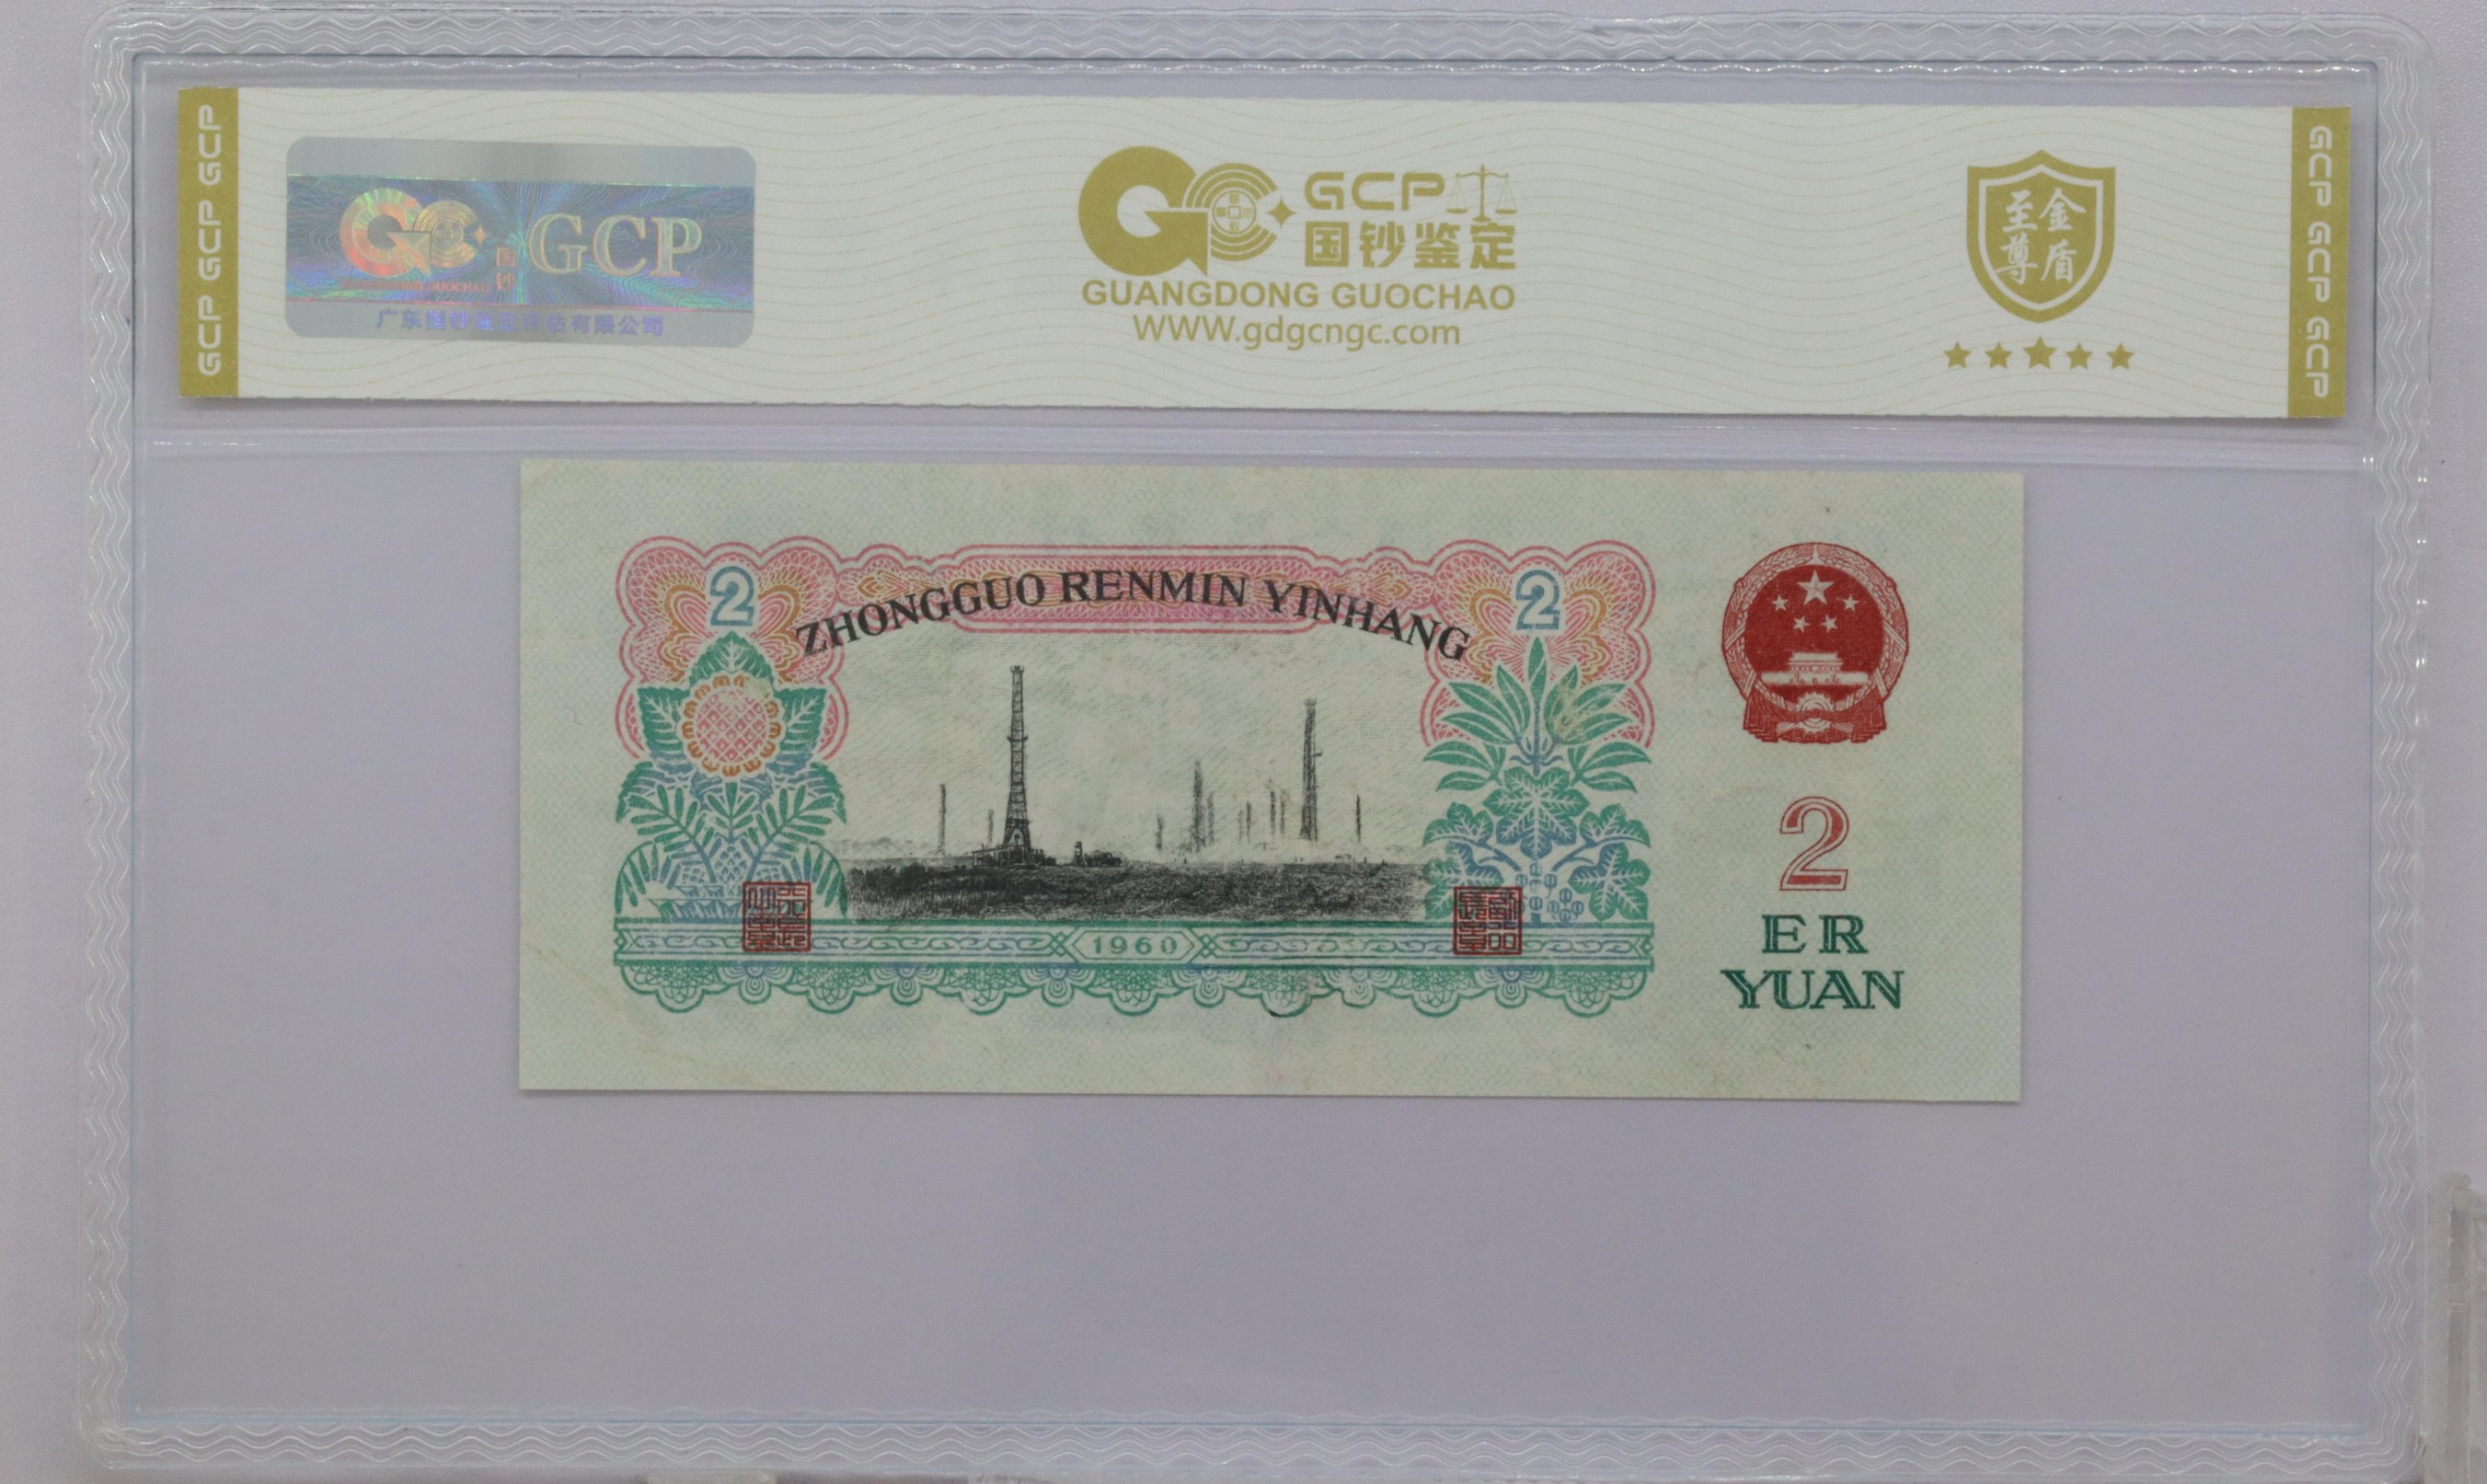 GCP GCP GCP
GCP
国钞
GUANGDONG GUOCHAO
广东国钞鉴定评估有限公司
GCP
国钞鉴定
GUANGDONG GUOCHAO
WWW.gdgcngc.com
至尊金盾
GCP GCP GCP
ZHONGGUO RENMIN YINHANG
2
2
1960
2
ER
YUAN